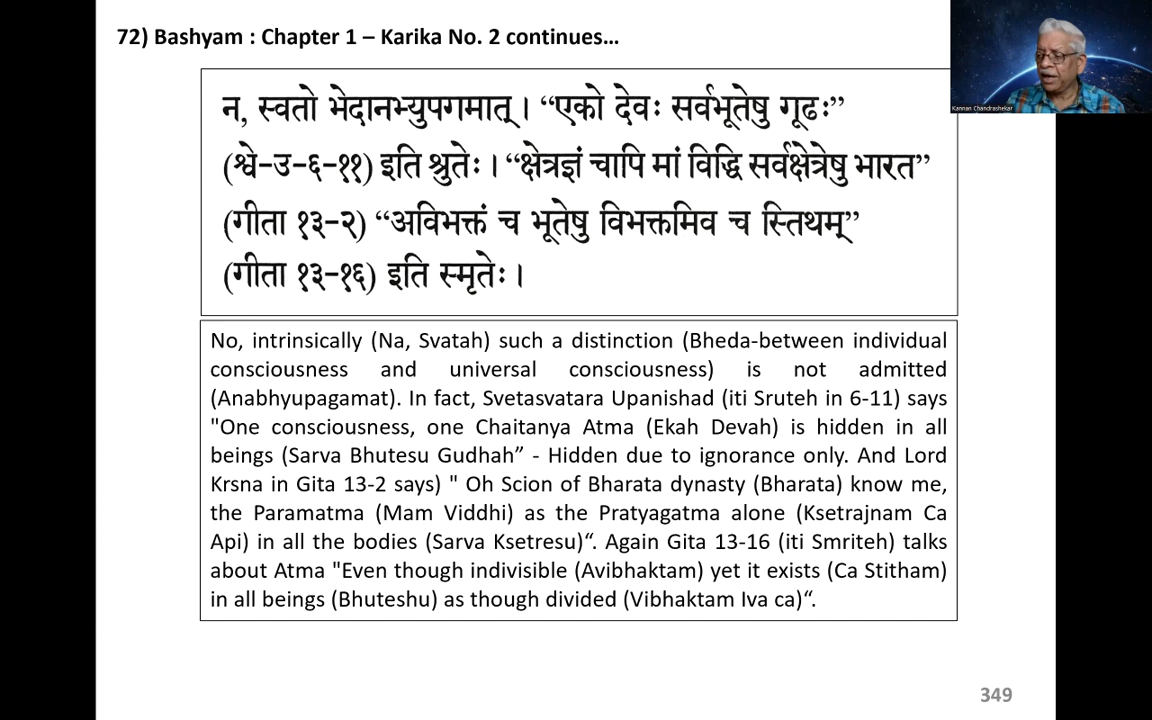 72) Bashyam : Chapter 1 – Karika No. 2 continues…
Kannan Chandrashekar
न, स्वतो भेदानभ्युपगमात् । “एको देवः सर्वभूतेषु गूढः”
(श्वे-उ-६-११) इति श्रुतेः । “क्षेत्रज्ञं चापि मां विद्धि सर्वक्षेत्रेषु भारत”
(गीता १३-२) “अविभक्तं च भूतेषु विभक्तमिव च स्तिथम्”
(गीता १३-१६) इति स्मृतेः ।
No, intrinsically (Na, Svatah) such a distinction (Bheda-between individual
consciousness and universal consciousness) is not admitted
(Anabhyupagamat). In fact, Svetasvatara Upanishad (iti Sruteh in 6-11) says
"One consciousness, one Chaitanya Atma (Ekah Devah) is hidden in all
beings (Sarva Bhutesu Gudhah” - Hidden due to ignorance only. And Lord
Krsna in Gita 13-2 says) " Oh Scion of Bharata dynasty (Bharata) know me,
the Paramatma (Mam Viddhi) as the Pratyagatma alone (Ksetrajnam Ca
Api) in all the bodies (Sarva Ksetresu)“. Again Gita 13-16 (iti Smriteh) talks
about Atma "Even though indivisible (Avibhaktam) yet it exists (Ca Stitham)
in all beings (Bhuteshu) as though divided (Vibhaktam Iva ca)“.
349